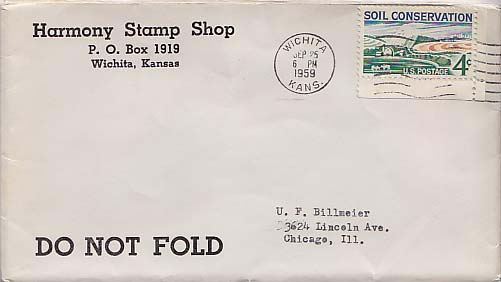 Harmony Stamp Shop
P. O. Box 1919
Wichita, Kansas
WICHITA
SEP 25
6 PM
1959
KANS.
SOIL CONSERVATION
U.S. POSTAGE 4¢
U. F. Billmeier
3624 Lincoln Ave.
Chicago, Ill.
DO NOT FOLD